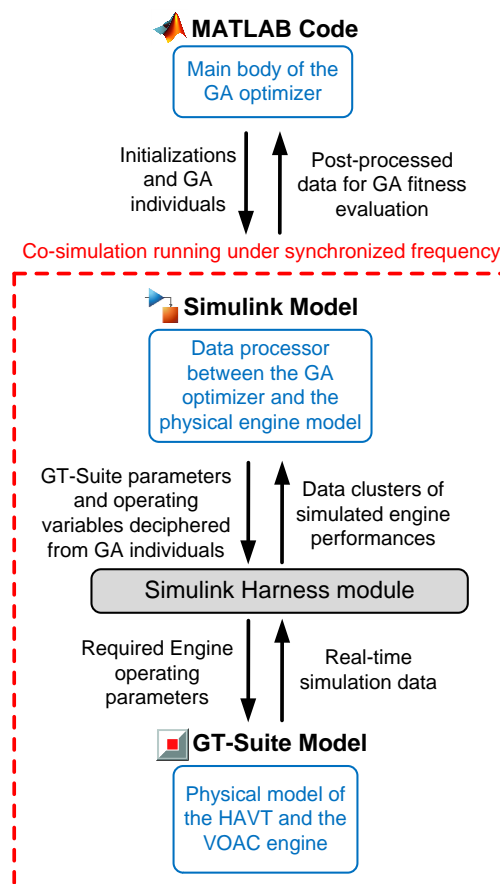 MATLAB Code
Main body of the
GA optimizer
Initializations
and GA
individuals
Post-processed
data for GA fitness
evaluation
Co-simulation running under synchronized frequency
Simulink Model
Data processor
between the GA
optimizer and the
physical engine model
GT-Suite parameters
and operating
variables deciphered
from GA individuals
Data clusters of
simulated engine
performances
Simulink Harness module
Required Engine
operating
parameters
Real-time
simulation data
GT-Suite Model
Physical model of
the HAVT and the
VOAC engine